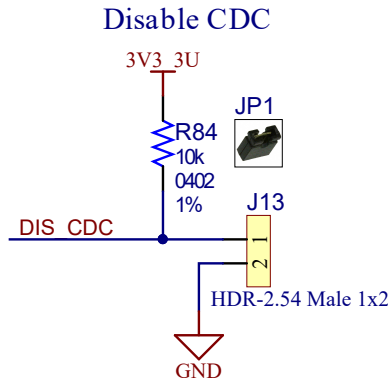 Disable CDC
3V3_3U
JP1
R84
10k
0402
1%
J13
DIS_CDC
1
2
HDR-2.54 Male 1x2
GND